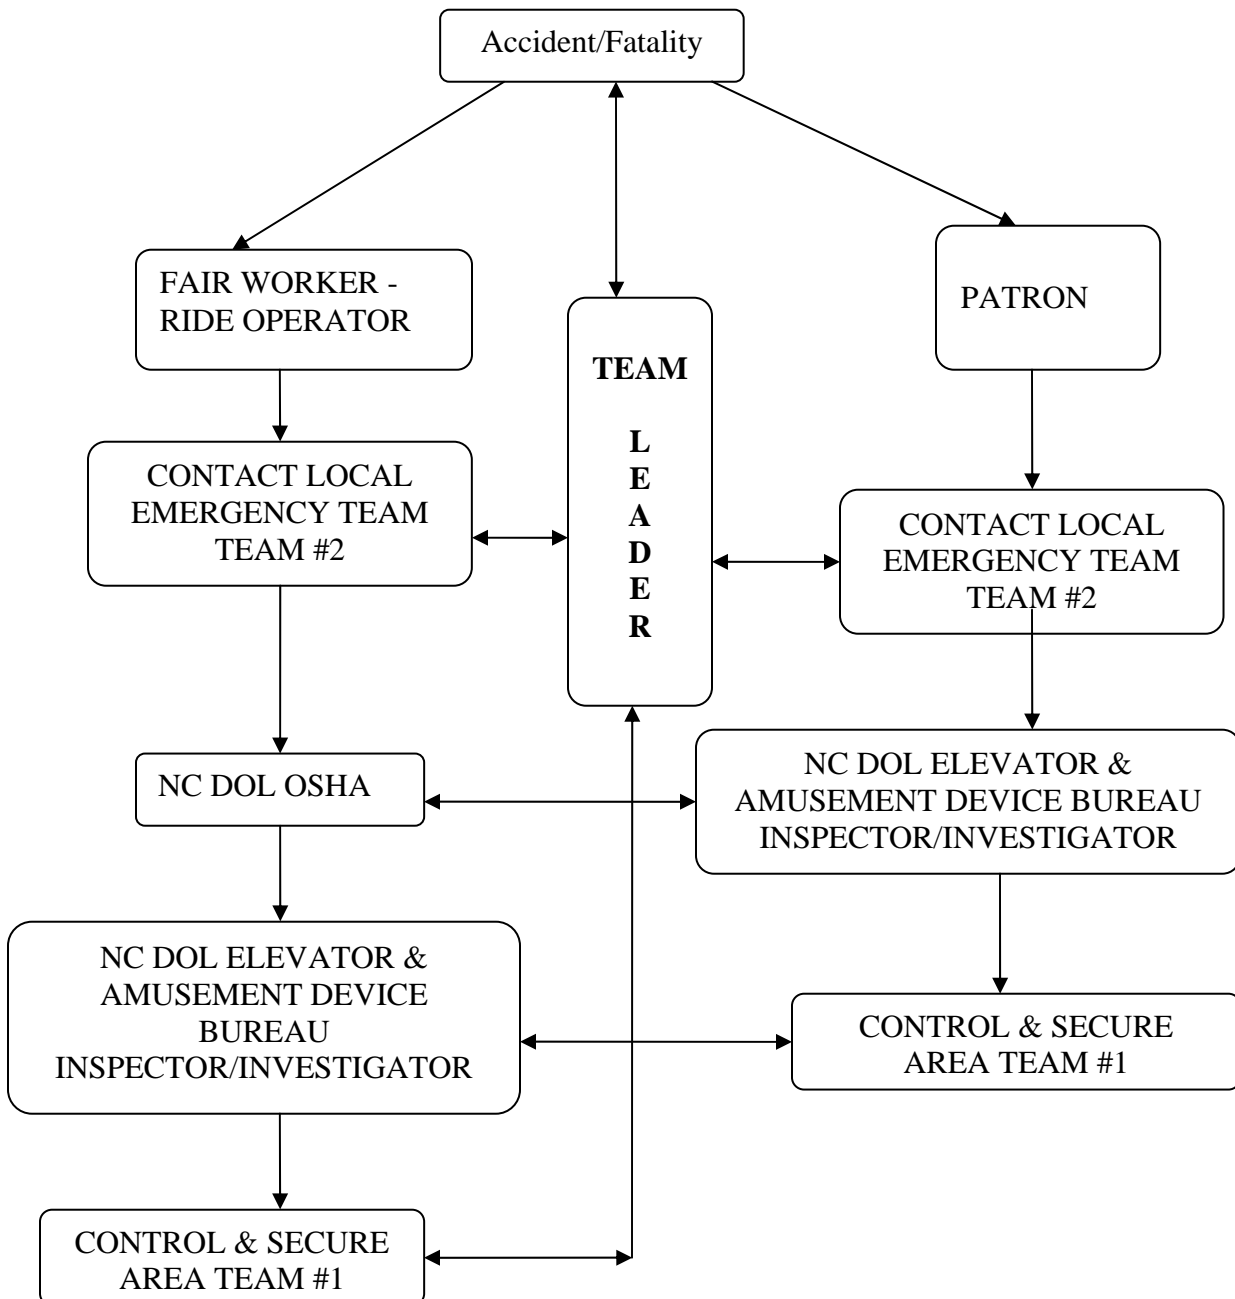 Accident/Fatality
FAIR WORKER -
RIDE OPERATOR
PATRON
TEAM
L
E
A
D
E
R
CONTACT LOCAL
EMERGENCY TEAM
TEAM #2
CONTACT LOCAL
EMERGENCY TEAM
TEAM #2
NC DOL OSHA
NC DOL ELEVATOR &
AMUSEMENT DEVICE BUREAU
INSPECTOR/INVESTIGATOR
NC DOL ELEVATOR &
AMUSEMENT DEVICE
BUREAU
INSPECTOR/INVESTIGATOR
CONTROL & SECURE
AREA TEAM #1
CONTROL & SECURE
AREA TEAM #1